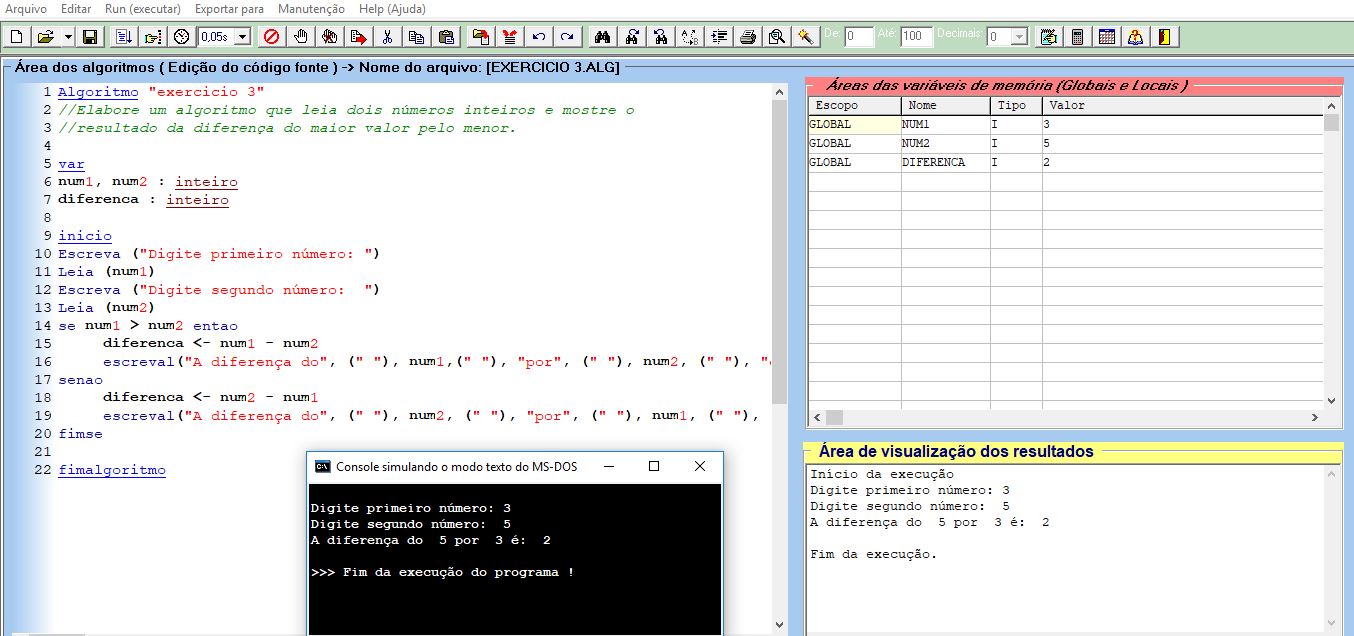 Arquivo Editar Run (executar) Exportar para Manutenção Help (Ajuda)
0,05s De: 0 Até: 100 Decimais: 0
Área dos algoritmos ( Edição do código fonte ) -> Nome do arquivo: [EXERCICIO 3.ALG]
1 Algoritmo "exercicio 3"
2 //Elabore um algoritmo que leia dois números inteiros e mostre o
3 //resultado da diferença do maior valor pelo menor.
4
5 var
6 num1, num2 : inteiro
7 diferenca : inteiro
8
9 inicio
10 Escreva ("Digite primeiro número: ")
11 Leia (num1)
12 Escreva ("Digite segundo número:  ")
13 Leia (num2)
14 se num1 > num2 entao
15      diferenca <- num1 - num2
16      escreval("A diferença do", (" "), num1,(" "), "por", (" "), num2, (" "), "
17 senao
18      diferenca <- num2 - num1
19      escreval("A diferença do", (" "), num2, (" "), "por", (" "), num1, (" "),
20 fimse
21
22 fimalgoritmo
Console simulando o modo texto do MS-DOS
Digite primeiro número: 3
Digite segundo número:  5
A diferença do  5 por  3 é:  2
>>> Fim da execução do programa !
Áreas das variáveis de memória (Globais e Locais )
Escopo Nome Tipo Valor
GLOBAL NUM1 I 3
GLOBAL NUM2 I 5
GLOBAL DIFERENCA I 2
Área de visualização dos resultados
Início da execução
Digite primeiro número: 3
Digite segundo número:  5
A diferença do  5 por  3 é:  2
Fim da execução.